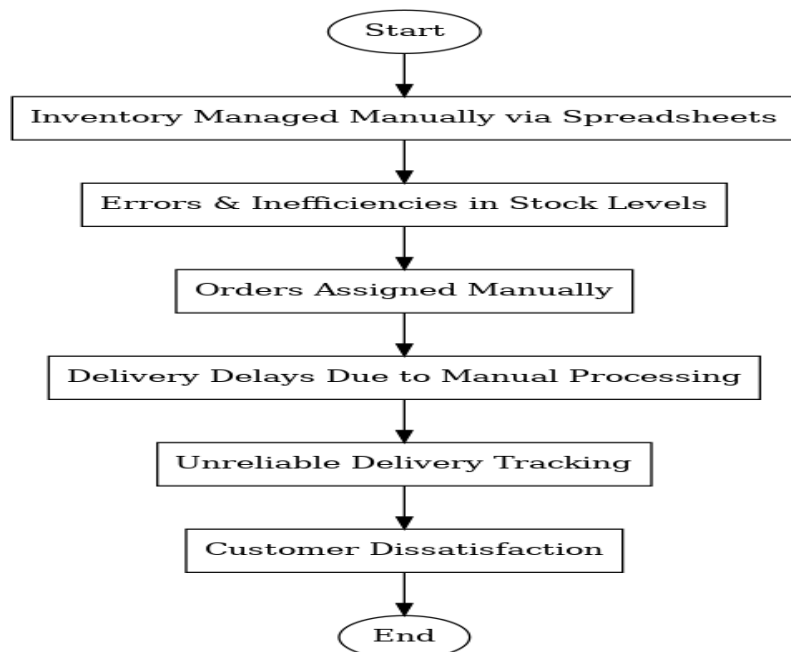 Start
Inventory Managed Manually via Spreadsheets
Errors & Inefficiencies in Stock Levels
Orders Assigned Manually
Delivery Delays Due to Manual Processing
Unreliable Delivery Tracking
Customer Dissatisfaction
End